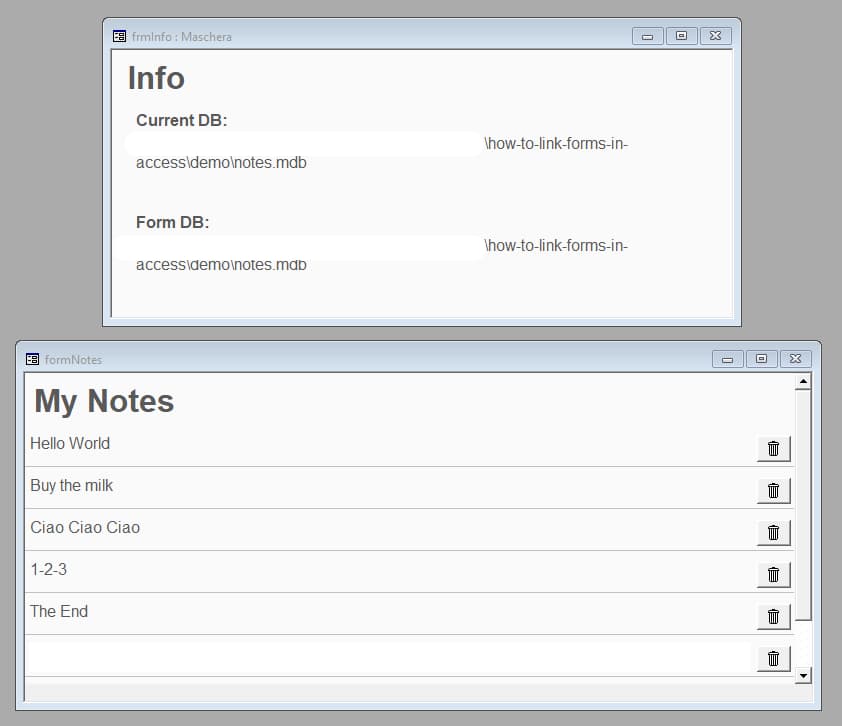 frmInfo : Maschera
Info
Current DB:
\how-to-link-forms-in-
access\demo\notes.mdb
Form DB:
\how-to-link-forms-in-
access\demo\notes.mdb
formNotes
My Notes
Hello World
Buy the milk
Ciao Ciao Ciao
1-2-3
The End